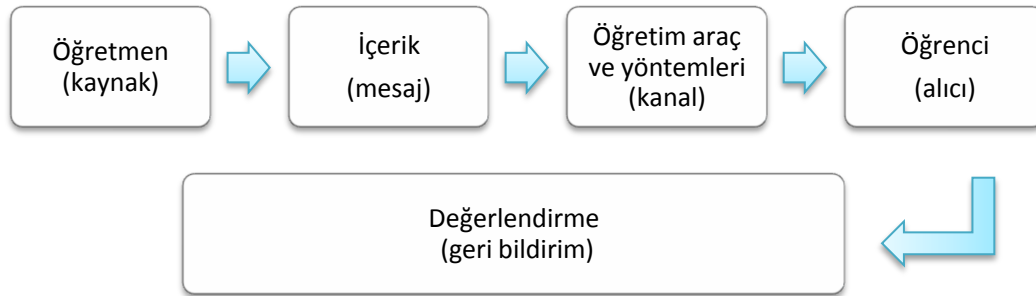 Öğretmen
(kaynak)
İçerik
(mesaj)
Öğretim araç
ve yöntemleri
(kanal)
Öğrenci
(alıcı)
Değerlendirme
(geri bildirim)